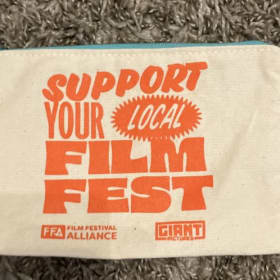 SUPPORT
YOUR LOCAL
FILM
FEST
FFA FILM FESTIVAL
ALLIANCE
GIANT
PICTURES